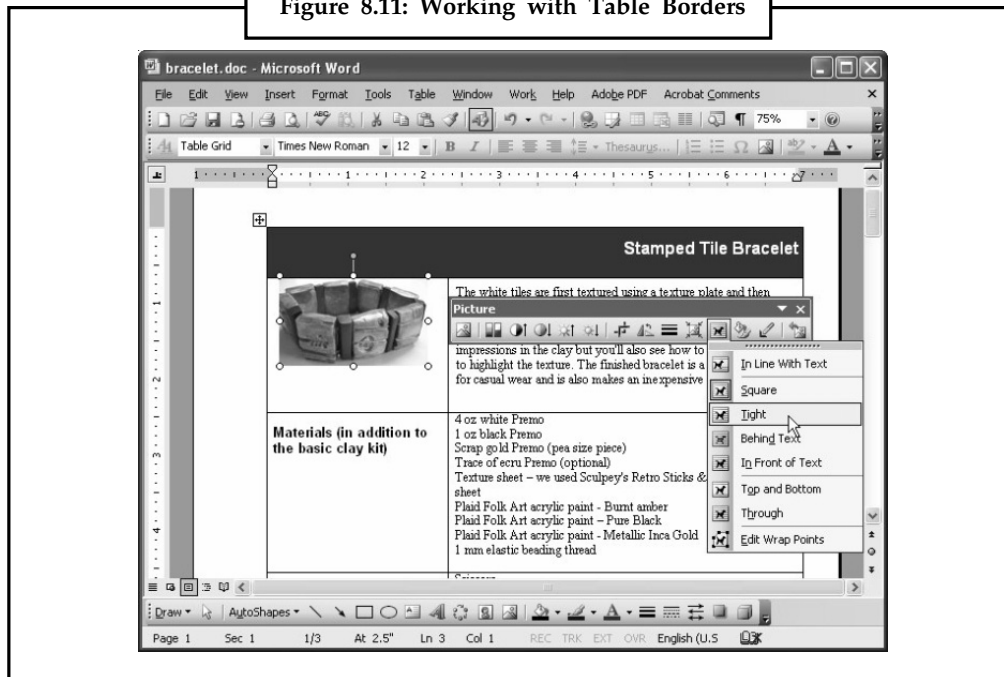 Figure 8.11: Working with Table Borders
bracelet.doc - Microsoft Word
File Edit View Insert Format Tools Table Window Work Help Adobe PDF Acrobat Comments
75%
Table Grid Times New Roman 12 B I Thesaurus...
1 1 2 3 4 5 6 7
Stamped Tile Bracelet
The white tiles are first textured using a texture plate and then
Picture
impressions in the clay but you'll also see how to
to highlight the texture. The finished bracelet is a
for casual wear and is also makes an inexpensive
In Line With Text
Square
Tight
Behind Text
In Front of Text
Top and Bottom
Through
Edit Wrap Points
Materials (in addition to
the basic clay kit)
4 oz white Premo
1 oz black Premo
Scrap gold Premo (pea size piece)
Trace of ecru Premo (optional)
Texture sheet – we used Sculpey's Retro Sticks &
sheet
Plaid Folk Art acrylic paint - Burnt amber
Plaid Folk Art acrylic paint – Pure Black
Plaid Folk Art acrylic paint - Metallic Inca Gold
1 mm elastic beading thread
Draw AutoShapes
Page 1 Sec 1 1/3 At 2.5" Ln 3 Col 1 REC TRK EXT OVR English (U.S